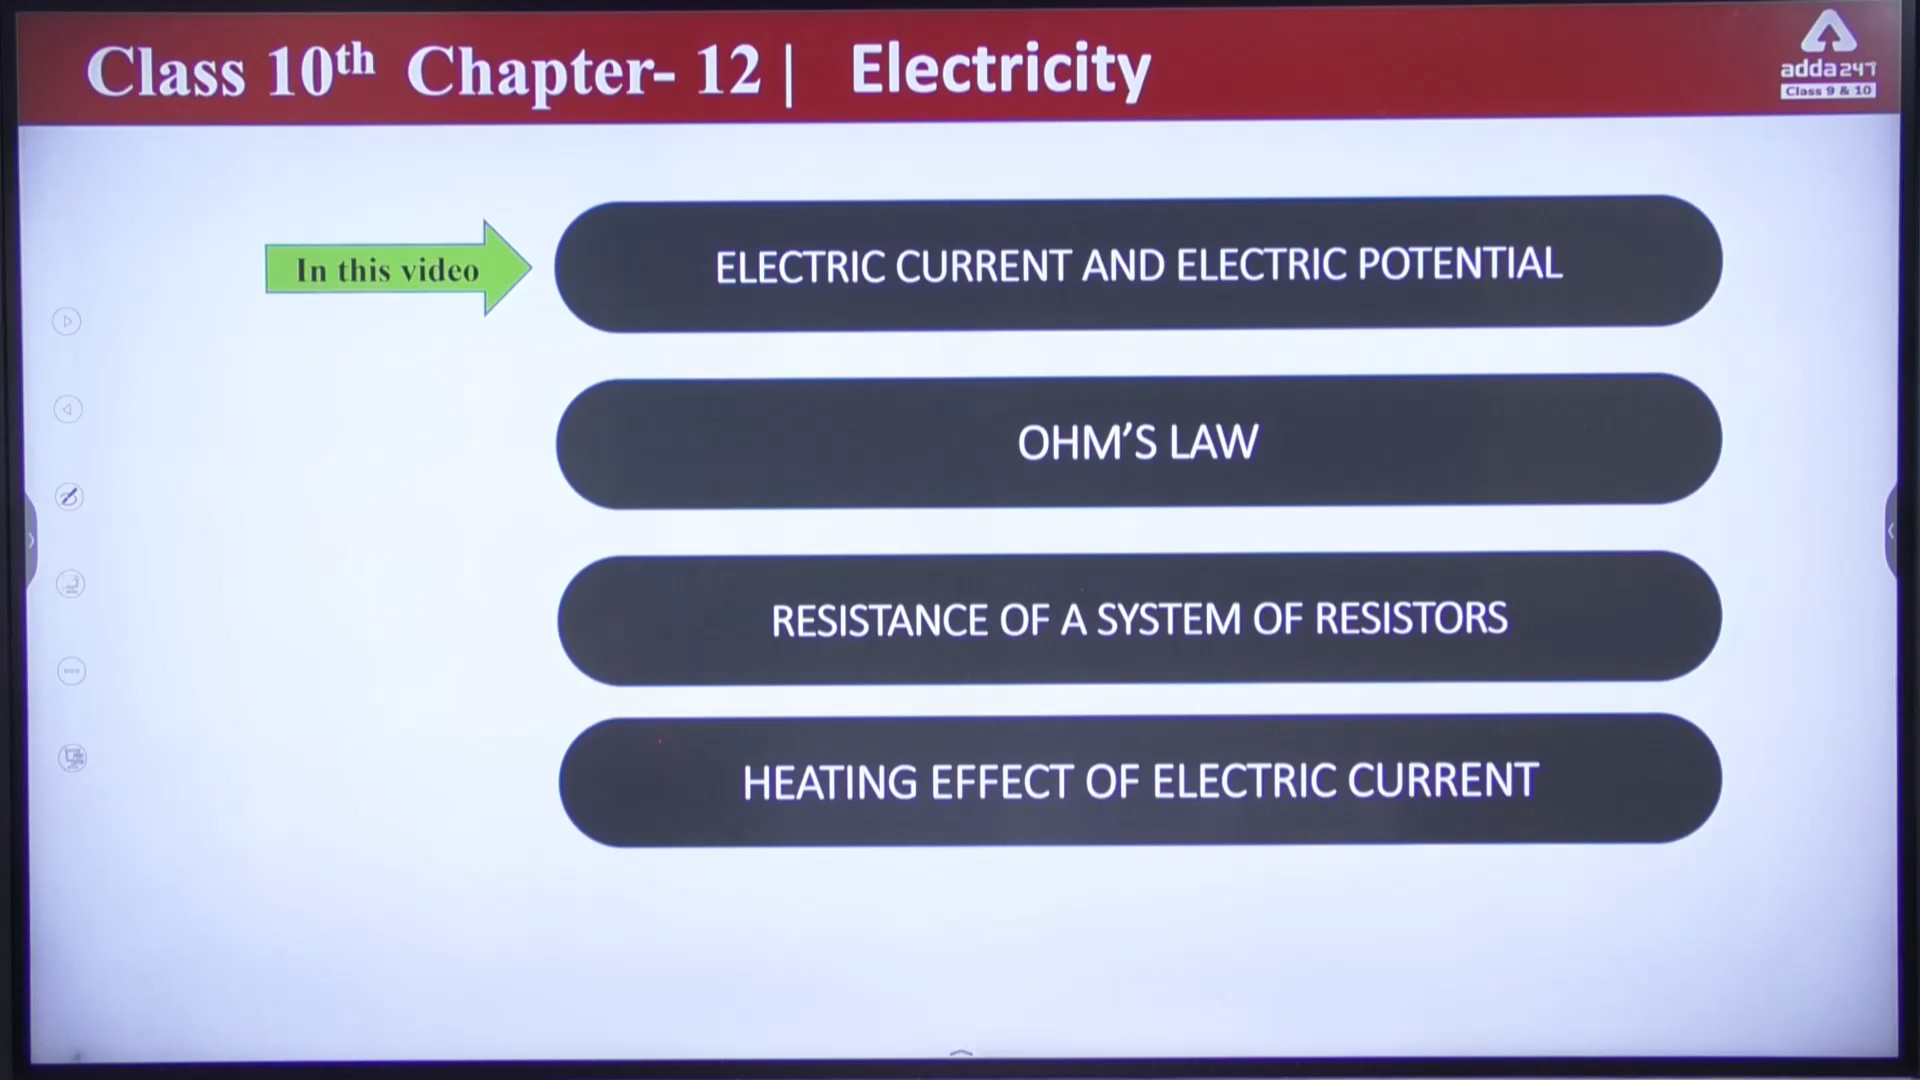 Class 10th Chapter- 12 | Electricity
adda247
Class 9 & 10
In this video
ELECTRIC CURRENT AND ELECTRIC POTENTIAL
OHM'S LAW
RESISTANCE OF A SYSTEM OF RESISTORS
HEATING EFFECT OF ELECTRIC CURRENT